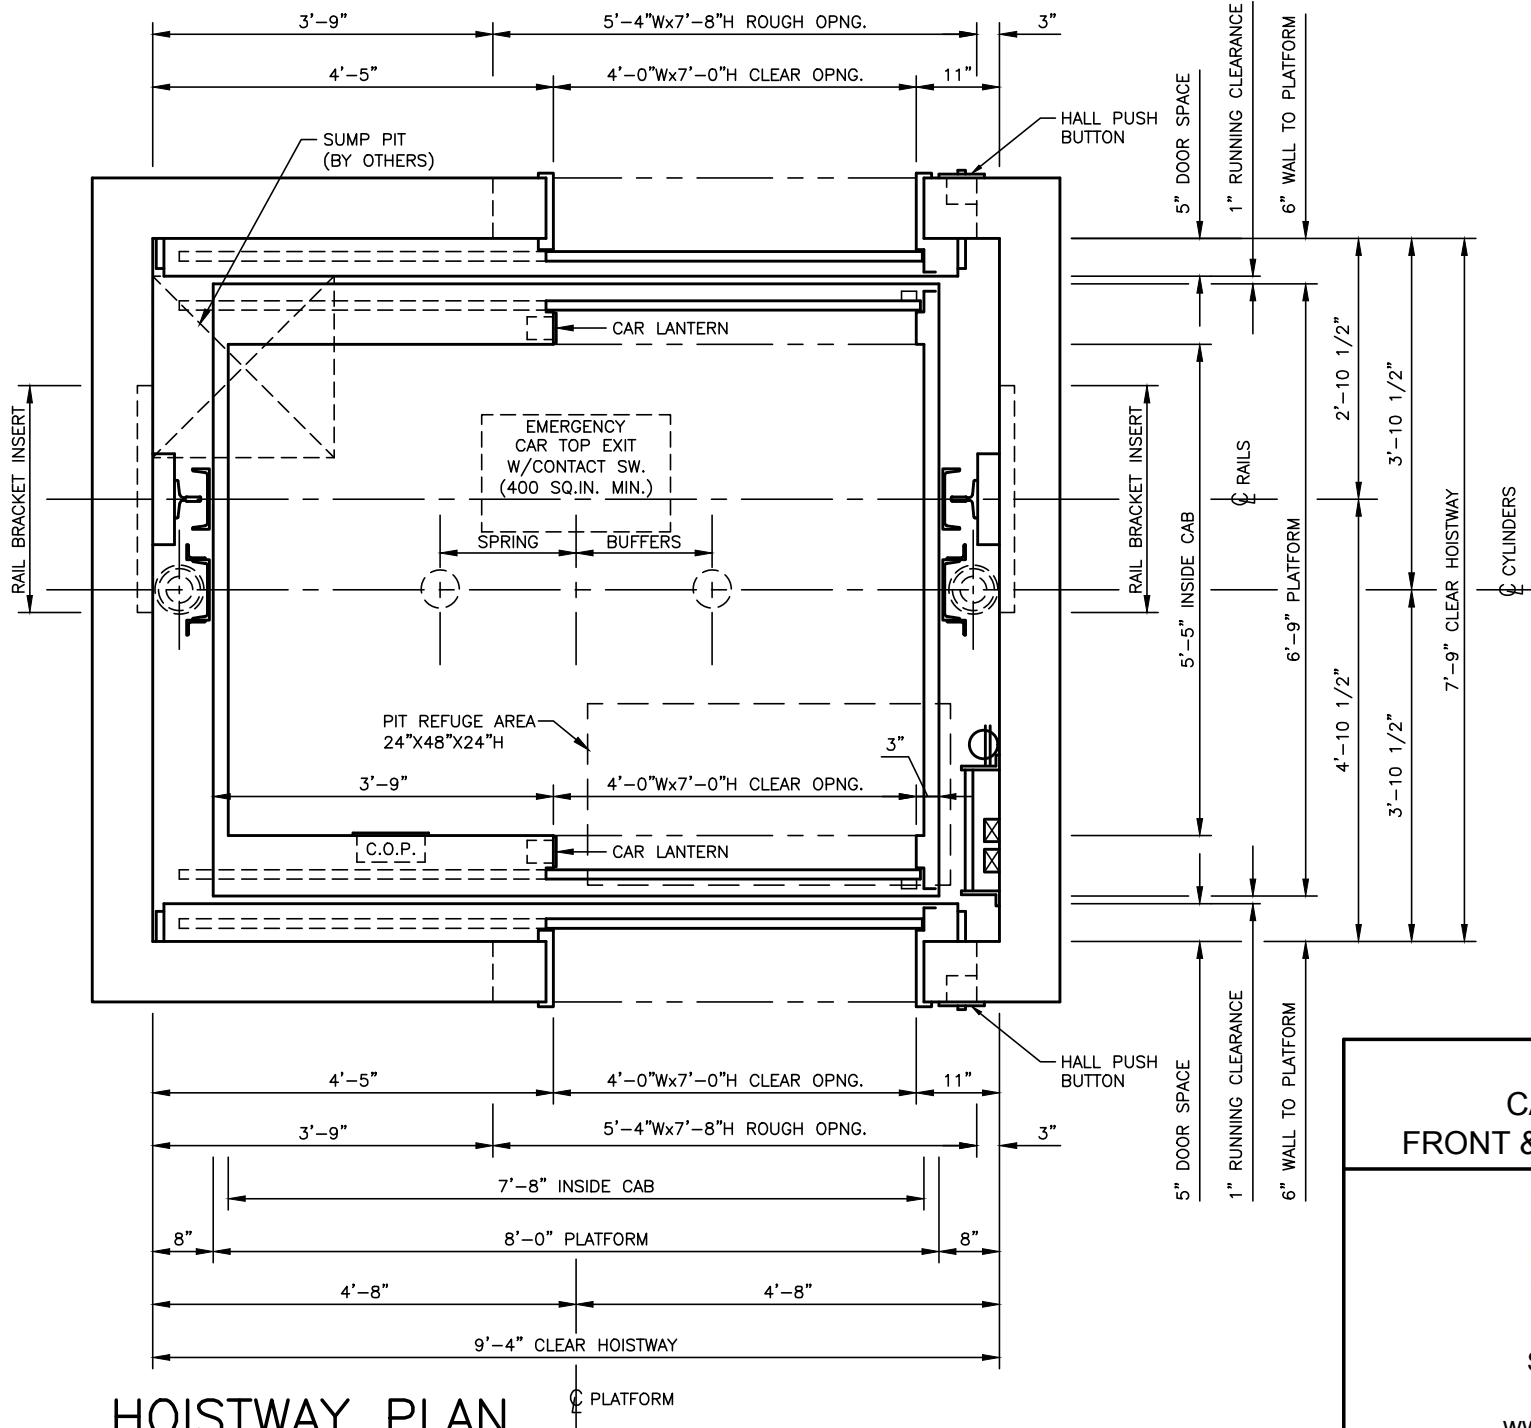 3'-9"
5'-4"Wx7'-8"H ROUGH OPNG.
3"
4'-5"
4'-0"Wx7'-0"H CLEAR OPNG.
11"
5" DOOR SPACE
1" RUNNING CLEARANCE
6" WALL TO PLATFORM
HALL PUSH
BUTTON
SUMP PIT
(BY OTHERS)
CAR LANTERN
2'-10 1/2"
3'-10 1/2"
RAIL BRACKET INSERT
EMERGENCY
CAR TOP EXIT
W/CONTACT SW.
(400 SQ.IN. MIN.)
RAIL BRACKET INSERT
℄ RAILS
SPRING
BUFFERS
5'-5" INSIDE CAB
6'-9" PLATFORM
7'-9" CLEAR HOISTWAY
℄ CYLINDERS
4'-10 1/2"
3'-10 1/2"
PIT REFUGE AREA
24"X48"X24"H
3"
3'-9"
4'-0"Wx7'-0"H CLEAR OPNG.
C.O.P.
CAR LANTERN
HALL PUSH
BUTTON
5" DOOR SPACE
1" RUNNING CLEARANCE
6" WALL TO PLATFORM
4'-5"
4'-0"Wx7'-0"H CLEAR OPNG.
11"
3'-9"
5'-4"Wx7'-8"H ROUGH OPNG.
3"
7'-8" INSIDE CAB
8"
8'-0" PLATFORM
8"
4'-8"
4'-8"
9'-4" CLEAR HOISTWAY
℄ PLATFORM
HOISTWAY PLAN
FRONT &